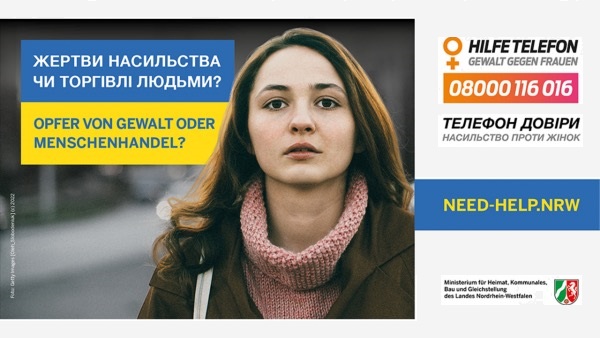 ЖЕРТВИ НАСИЛЬСТВА
ЧИ ТОРГІВЛІ ЛЮДЬМИ?
OPFER VON GEWALT ODER
MENSCHENHANDEL?
HILFE TELEFON
GEWALT GEGEN FRAUEN
08000 116 016
ТЕЛЕФОН ДОВІРИ
НАСИЛЬСТВО ПРОТИ ЖІНОК
NEED-HELP.NRW
Ministerium für Heimat, Kommunales,
Bau und Gleichstellung
des Landes Nordrhein-Westfalen